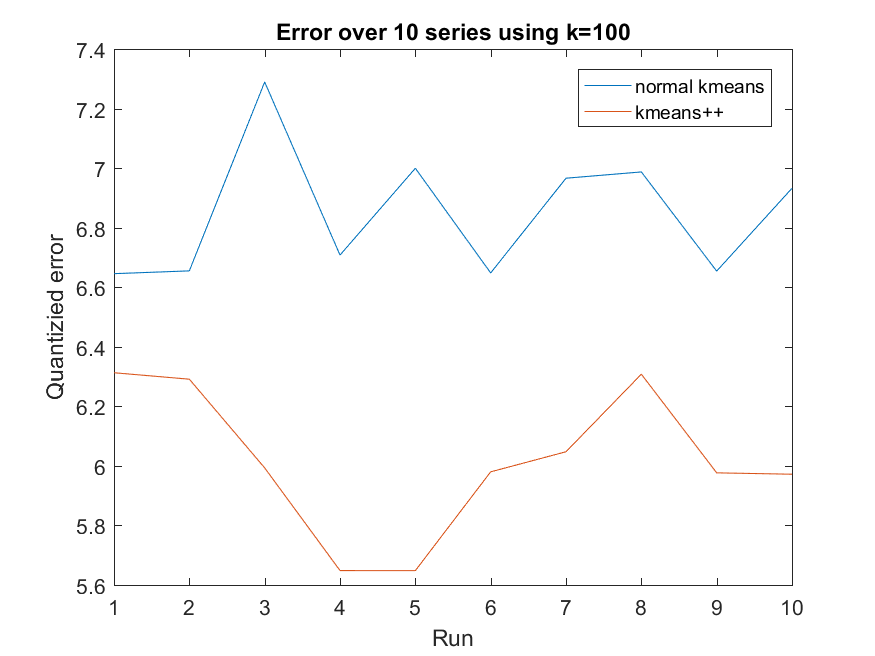 Error over 10 series using k=100
normal kmeans
kmeans++
Quantizied error
7.4
7.2
7
6.8
6.6
6.4
6.2
6
5.8
5.6
1 2 3 4 5 6 7 8 9 10
Run